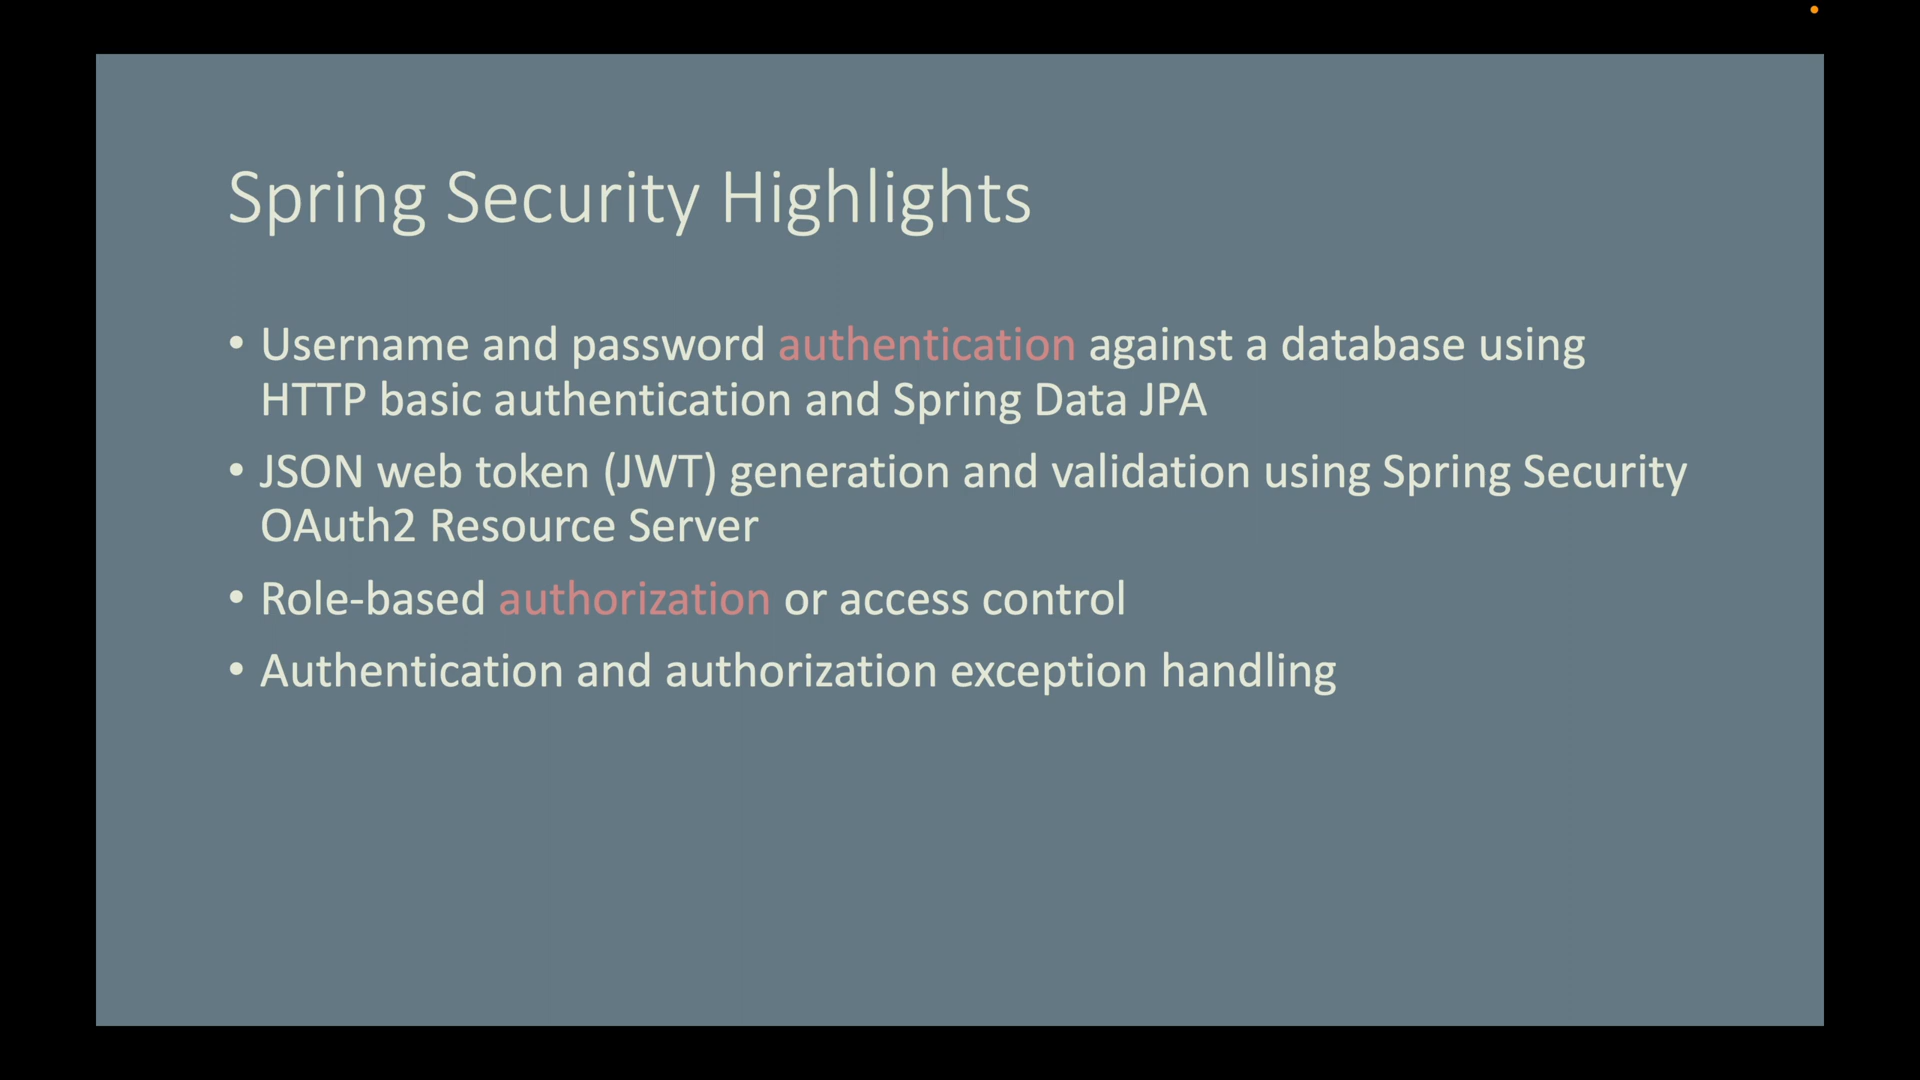 Spring Security Highlights
• Username and password authentication against a database using
HTTP basic authentication and Spring Data JPA
• JSON web token (JWT) generation and validation using Spring Security
OAuth2 Resource Server
• Role-based authorization or access control
• Authentication and authorization exception handling